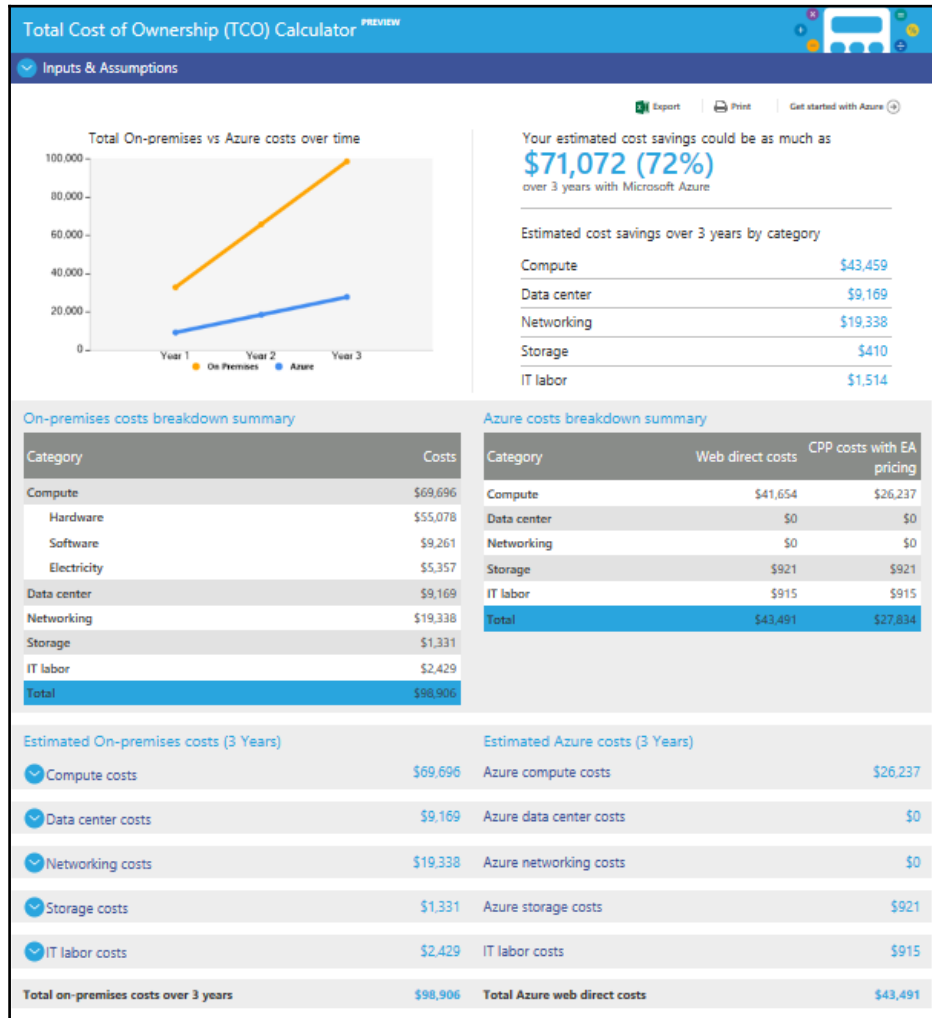 Total Cost of Ownership (TCO) Calculator PREVIEW
Inputs & Assumptions
Export Print Get started with Azure
Total On-premises vs Azure costs over time
100,000
80,000
60,000
40,000
20,000
0
Year 1 Year 2 Year 3
On Premises Azure
Your estimated cost savings could be as much as
$71,072 (72%)
over 3 years with Microsoft Azure
Estimated cost savings over 3 years by category
Compute $43,459
Data center $9,169
Networking $19,338
Storage $410
IT labor $1,514
On-premises costs breakdown summary
Category Costs
Compute $69,696
Hardware $55,078
Software $9,261
Electricity $5,357
Data center $9,169
Networking $19,338
Storage $1,331
IT labor $2,429
Total $98,906
Azure costs breakdown summary
Category Web direct costs CPP costs with EA
pricing
Compute $41,654 $26,237
Data center $0 $0
Networking $0 $0
Storage $921 $921
IT labor $915 $915
Total $43,491 $27,834
Estimated On-premises costs (3 Years)
Compute costs $69,696
Data center costs $9,169
Networking costs $19,338
Storage costs $1,331
IT labor costs $2,429
Total on-premises costs over 3 years $98,906
Estimated Azure costs (3 Years)
Azure compute costs $26,237
Azure data center costs $0
Azure networking costs $0
Azure storage costs $921
IT labor costs $915
Total Azure web direct costs $43,491